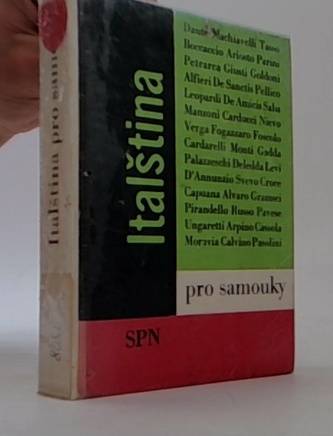 Italština
Dante Machiavelli Tasso
Boccaccio Ariosto Parini
Petrarca Giusti Goldoni
Alfieri De Sanctis Pellico
Leopardi De Amicis Saba
Manzoni Carducci Nievo
Verga Fogazzaro Foscolo
Cardarelli Monti Gadda
Palazzeschi Deledda Levi
D'Annunzio Svevo Croce
Capuana Alvaro Gramsci
Pirandello Russo Pavese
Ungaretti Arpino Cassola
Moravia Calvino Pasolini
pro samouky
SPN
Italština pro sam